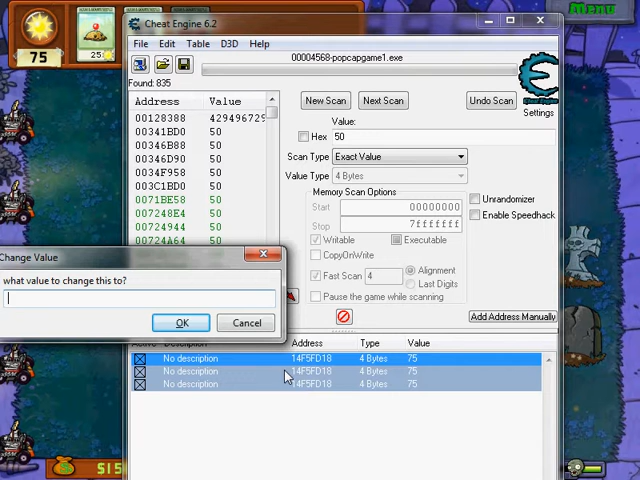 Menu
75
25
Cheat Engine 6.2
File Edit Table D3D Help
00004568-popcapgame1.exe
Found: 835
Address Value
00128388 429496729
00341BD0 50
00346B88 50
00346D90 50
0034F958 50
003C1BD0 50
0071BE58 50
007248E4 50
00724944 50
00724A64 50
New Scan Next Scan Undo Scan
Cheat Engine
Settings
Value:
Hex 50
Scan Type Exact Value
Value Type 4 Bytes
Memory Scan Options
Start 00000000
Stop 7fffffff
Writable Executable
CopyOnWrite
Fast Scan 4 Alignment
Last Digits
Pause the game while scanning
Unrandomizer
Enable Speedhack
Add Address Manually
Change Value
what value to change this to?
OK Cancel
Description Address Type Value
No description 14F5FD18 4 Bytes 75
No description 14F5FD18 4 Bytes 75
No description 14F5FD18 4 Bytes 75